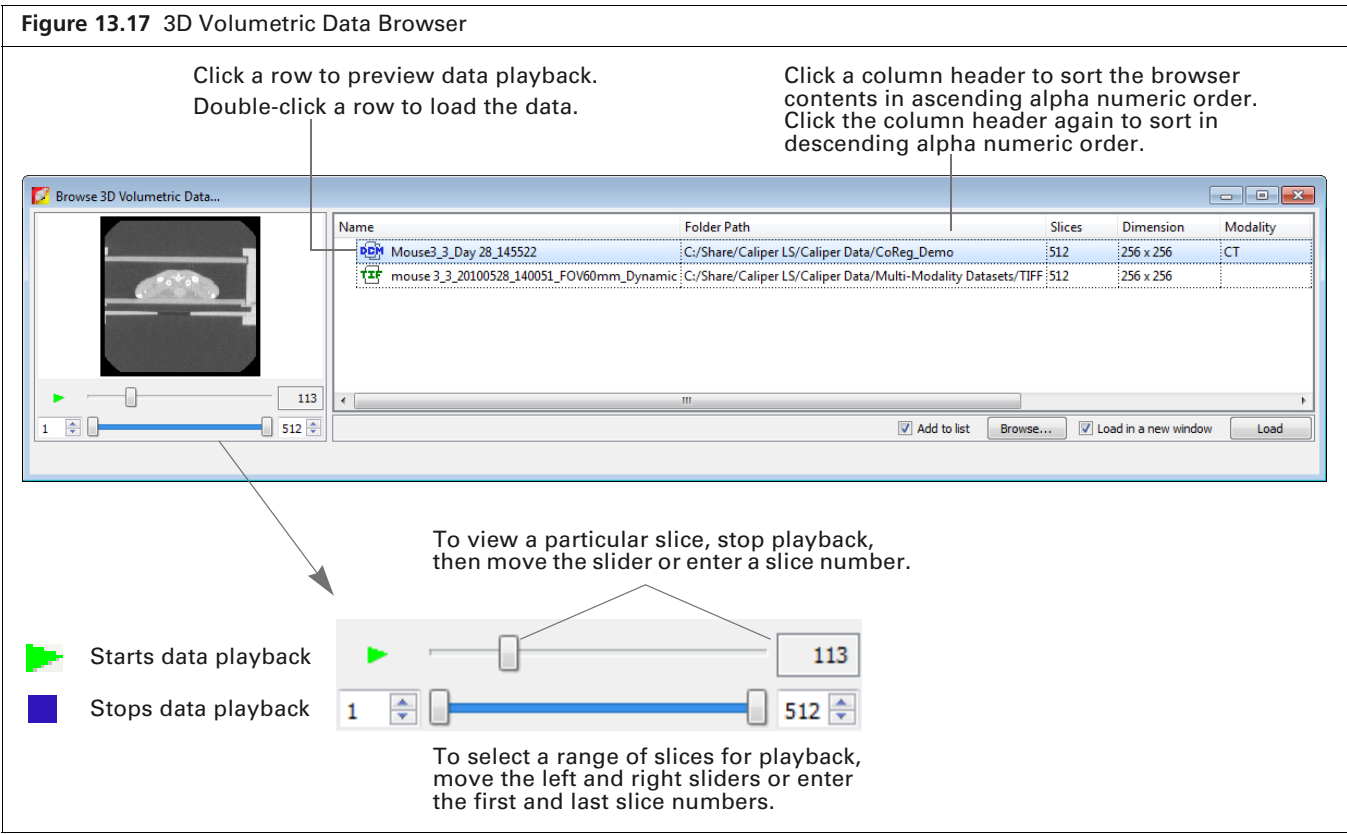 Figure 13.17 3D Volumetric Data Browser
Click a row to preview data playback.
Double-click a row to load the data.
Click a column header to sort the browser
contents in ascending alpha numeric order.
Click the column header again to sort in
descending alpha numeric order.
Browse 3D Volumetric Data...
Name Folder Path Slices Dimension Modality
DCM Mouse3_3_Day 28_145522 C:/Share/Caliper LS/Caliper Data/CoReg_Demo 512 256 x 256 CT
TIF mouse 3_3_20100528_140051_FOV60mm_Dynamic C:/Share/Caliper LS/Caliper Data/Multi-Modality Datasets/TIFF 512 256 x 256
113
1 512
Add to list Browse... Load in a new window Load
To view a particular slice, stop playback,
then move the slider or enter a slice number.
Starts data playback
113
Stops data playback
1 512
To select a range of slices for playback,
move the left and right sliders or enter
the first and last slice numbers.